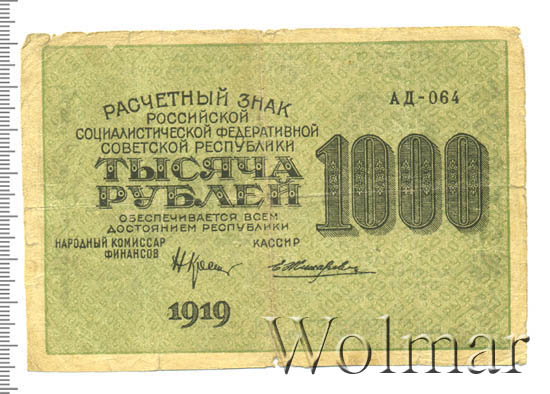 АД-064
РАСЧЕТНЫЙ ЗНАК
РОССИЙСКОЙ
СОЦИАЛИСТИЧЕСКОЙ ФЕДЕРАТИВНОЙ
СОВЕТСКОЙ РЕСПУБЛИКИ
ТЫСЯЧА
РУБЛЕЙ
1000
ОБЕСПЕЧИВАЕТСЯ ВСЕМ
ДОСТОЯНИЕМ РЕСПУБЛИКИ
НАРОДНЫЙ КОМИССАР
ФИНАНСОВ
КАССИР
1919
Wolmar